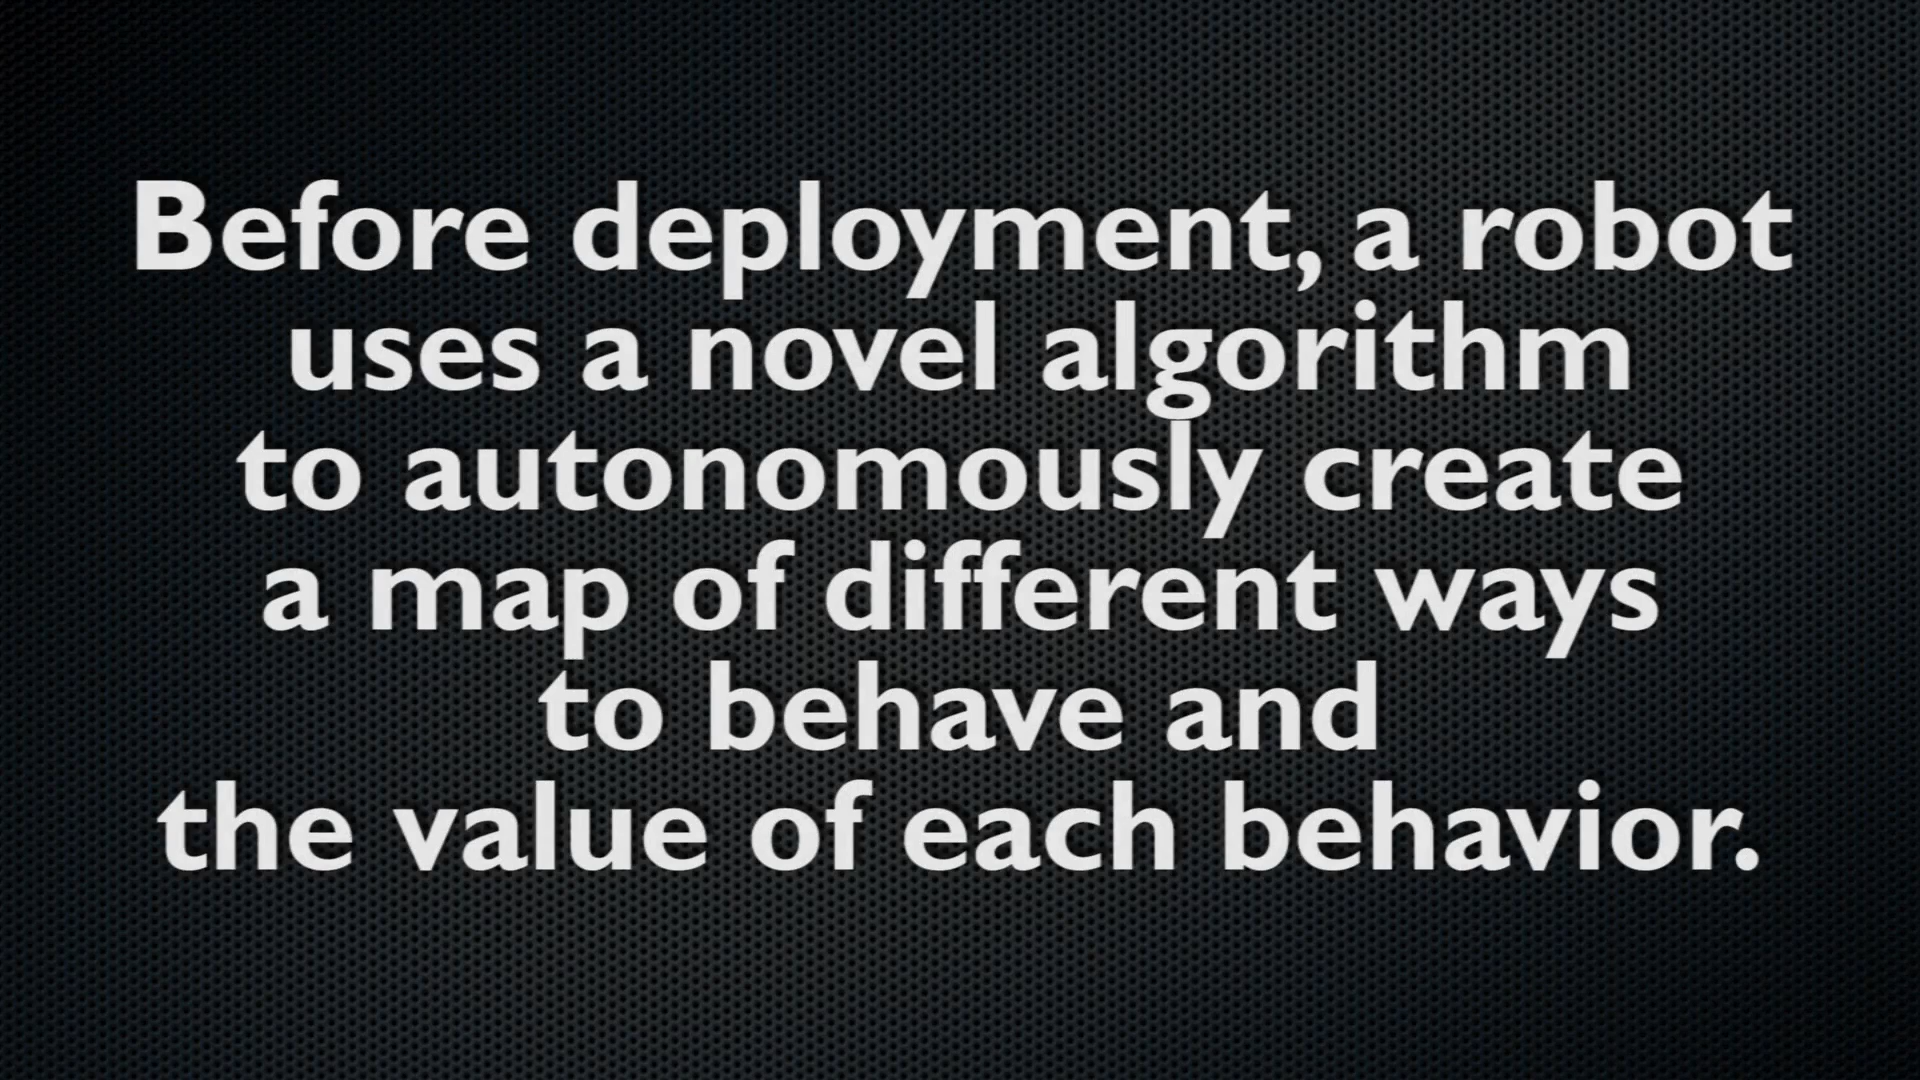 Before deployment, a robot
uses a novel algorithm
to autonomously create
a map of different ways
to behave and
the value of each behavior.